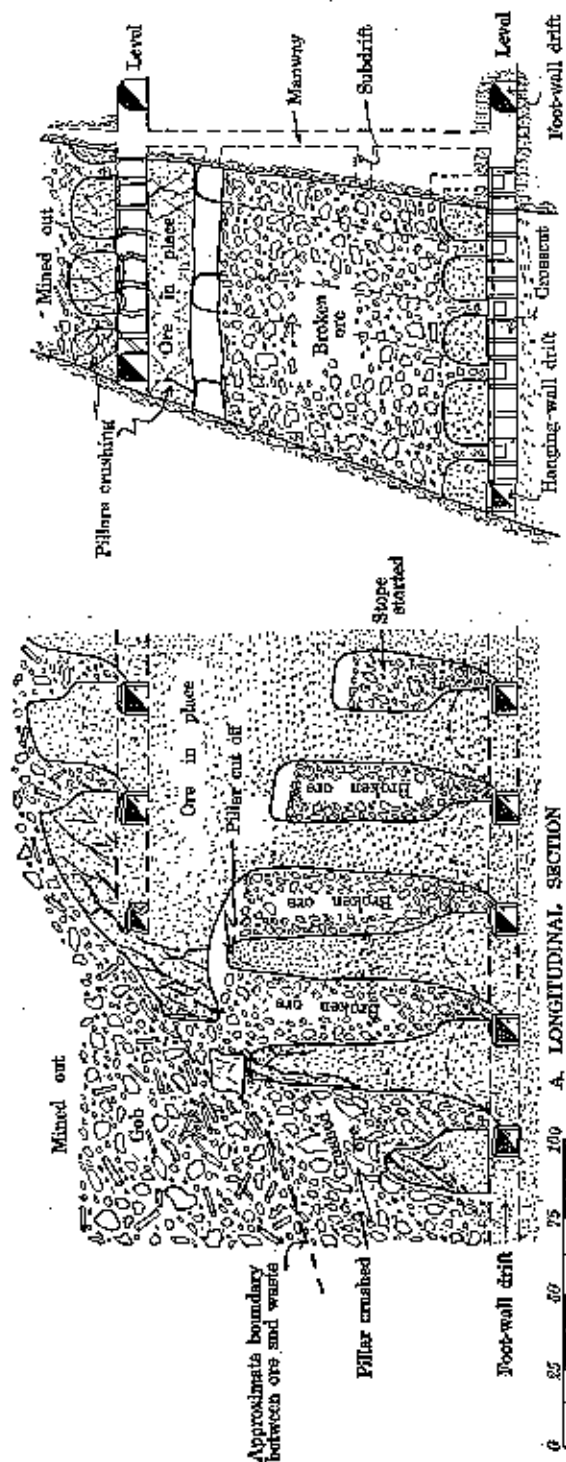 Mined out
Gob
Approximate boundary
between ore and waste
Crushed
ore
Pillar crushed
Foot-wall drift
Broken
ore
Broken ore
Broken ore
Pillar cut off
Ore in place
Stope
started
0 25 50 75 100
A. LONGITUDINAL SECTION
Pillars crushing
Mined out
Ore in place
Broken
ore
Level
Manway
Subdrift
Level
Foot-wall drift
Crosscut
Hanging-wall drift